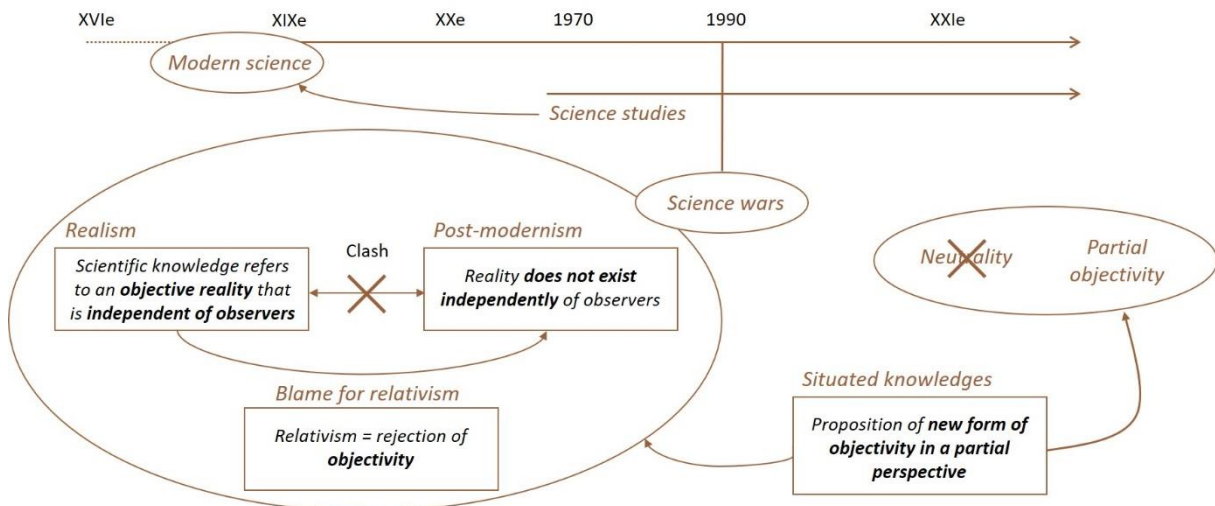 XVIe XIXe XXe 1970 1990 XXIe
Modern science
Science studies
Science wars
Realism
Scientific knowledge refers
to an objective reality that
is independent of observers
Clash
Post-modernism
Reality does not exist
independently of observers
Blame for relativism
Relativism = rejection of
objectivity
Neutrality
Partial
objectivity
Situated knowledges
Proposition of new form of
objectivity in a partial
perspective